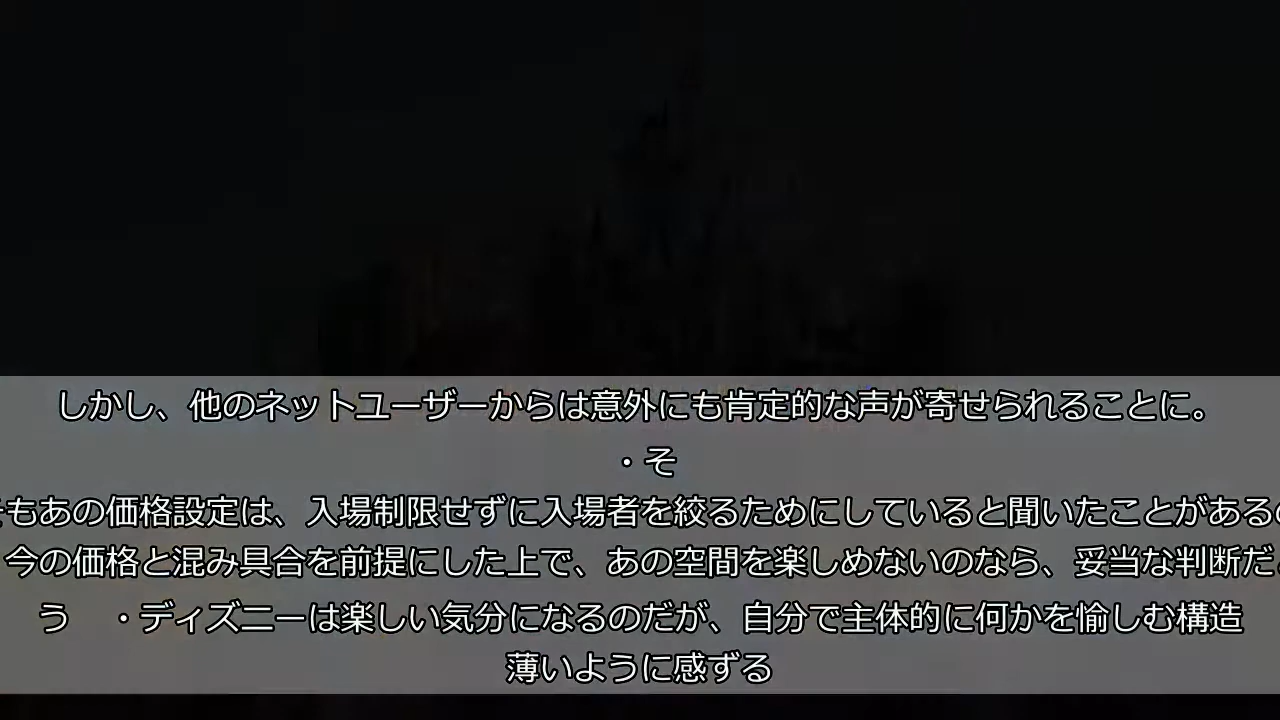 しかし、他のネットユーザーからは意外にも肯定的な声が寄せられることに。
・そ
もあの価格設定は、入場制限せずに入場者を絞るためにしていると聞いたことがある
今の価格と混み具合を前提にした上で、あの空間を楽しめないのなら、妥当な判断だ
う　・ディズニーは楽しい気分になるのだが、自分で主体的に何かを愉しむ構造
薄いように感ずる